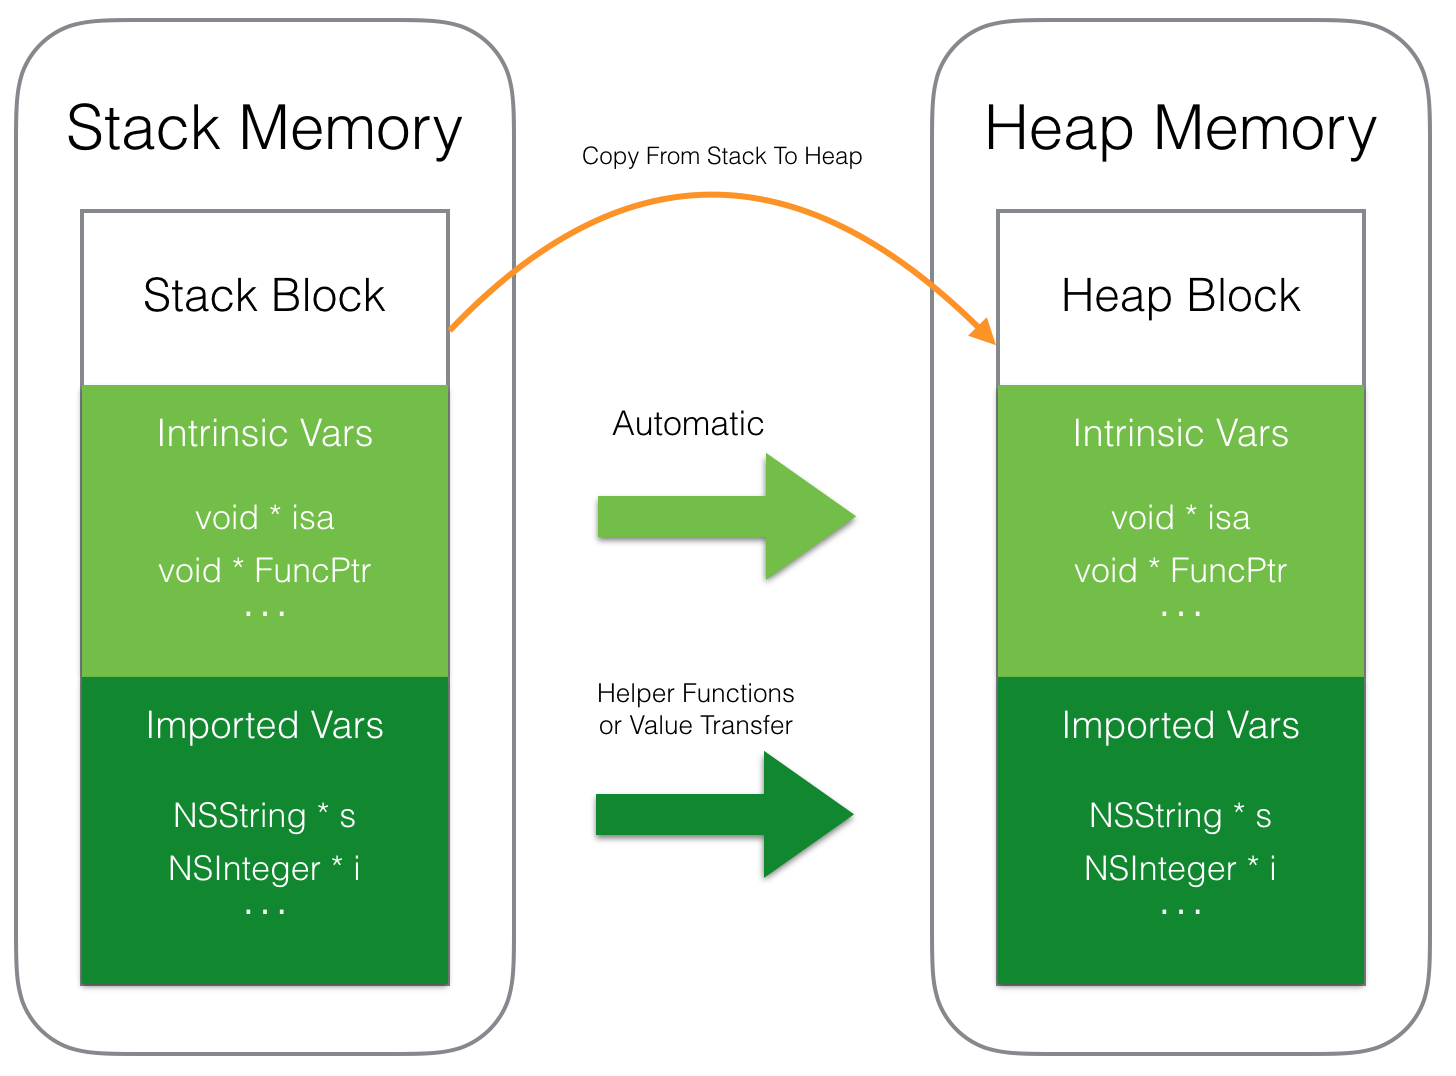 Stack Memory
Stack Block
Intrinsic Vars
void * isa
void * FuncPtr
...
Imported Vars
NSString * s
NSInteger * i
...
Copy From Stack To Heap
Automatic
Helper Functions
or Value Transfer
Heap Memory
Heap Block
Intrinsic Vars
void * isa
void * FuncPtr
...
Imported Vars
NSString * s
NSInteger * i
...